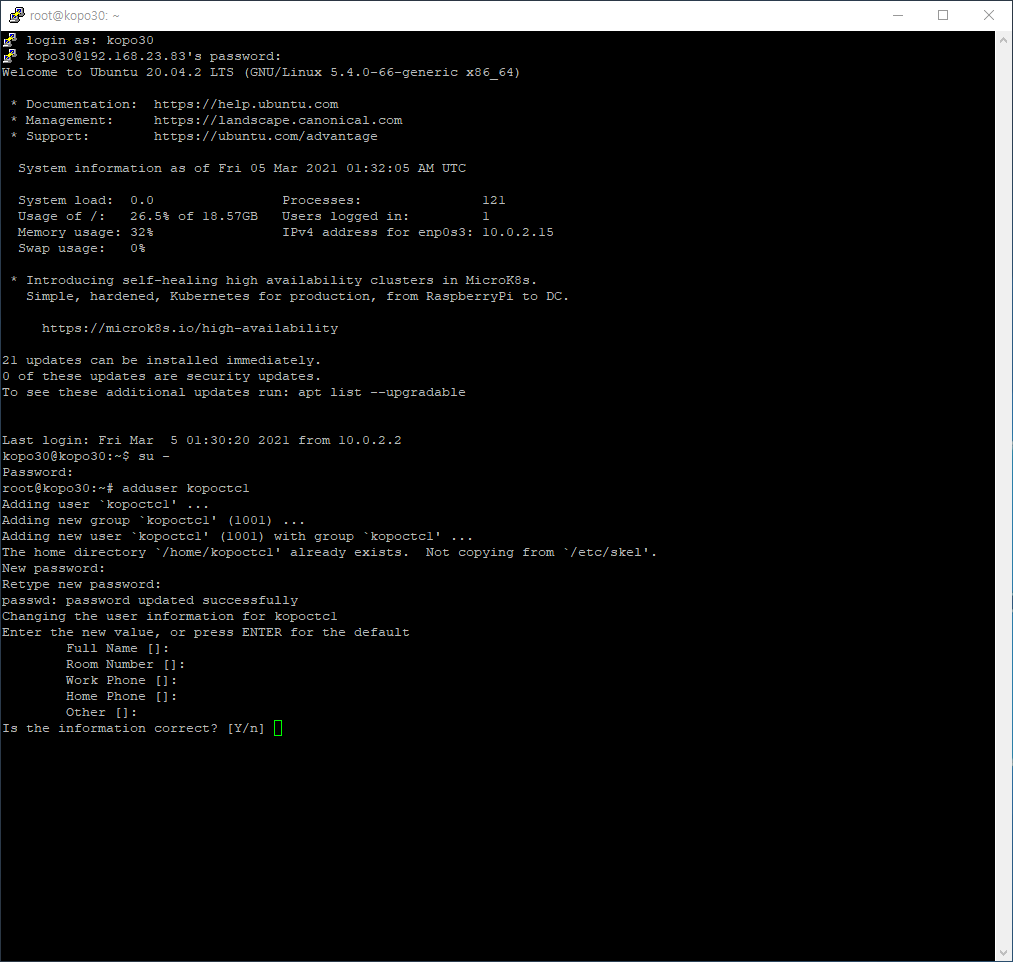 root@kopo30: ~
login as: kopo30
kopo30@192.168.23.83's password:
Welcome to Ubuntu 20.04.2 LTS (GNU/Linux 5.4.0-66-generic x86_64)
* Documentation:  https://help.ubuntu.com
* Management:     https://landscape.canonical.com
* Support:        https://ubuntu.com/advantage
System information as of Fri 05 Mar 2021 01:32:05 AM UTC
System load:  0.0                Processes:               121
Usage of /:   26.5% of 18.57GB   Users logged in:         1
Memory usage: 32%                IPv4 address for enp0s3: 10.0.2.15
Swap usage:   0%
* Introducing self-healing high availability clusters in MicroK8s.
Simple, hardened, Kubernetes for production, from RaspberryPi to DC.
https://microk8s.io/high-availability
21 updates can be installed immediately.
0 of these updates are security updates.
To see these additional updates run: apt list --upgradable
Last login: Fri Mar  5 01:30:20 2021 from 10.0.2.2
kopo30@kopo30:~$ su -
Password:
root@kopo30:~# adduser kopoctc1
Adding user `kopoctc1' ...
Adding new group `kopoctc1' (1001) ...
Adding new user `kopoctc1' (1001) with group `kopoctc1' ...
The home directory `/home/kopoctc1' already exists.  Not copying from `/etc/skel'.
New password:
Retype new password:
passwd: password updated successfully
Changing the user information for kopoctc1
Enter the new value, or press ENTER for the default
Full Name []:
Room Number []:
Work Phone []:
Home Phone []:
Other []:
Is the information correct? [Y/n]